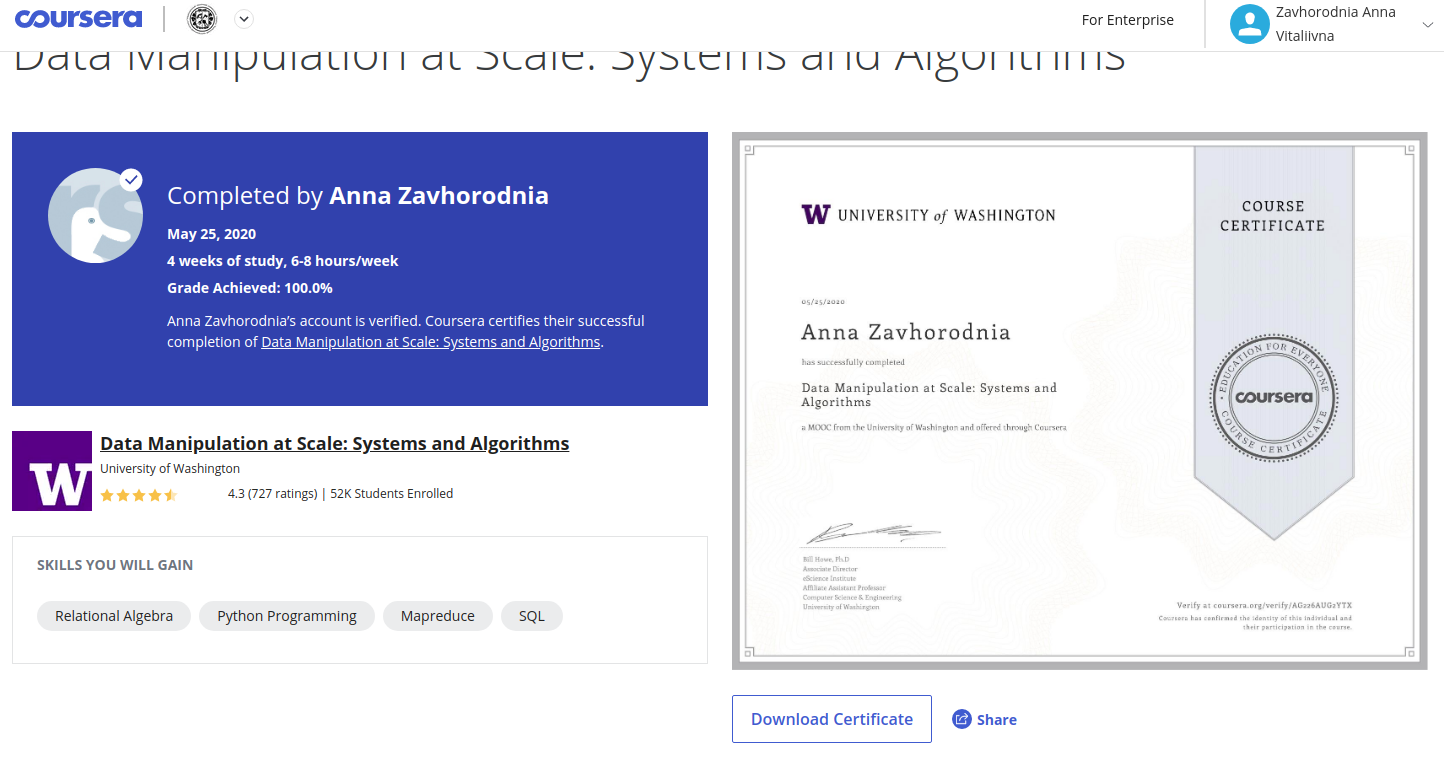 coursera
For Enterprise
Zavhorodnia Anna
Vitaliivna
Data Manipulation at Scale: Systems and Algorithms
Completed by Anna Zavhorodnia
May 25, 2020
4 weeks of study, 6-8 hours/week
Grade Achieved: 100.0%
Anna Zavhorodnia's account is verified. Coursera certifies their successful
completion of Data Manipulation at Scale: Systems and Algorithms.
Data Manipulation at Scale: Systems and Algorithms
University of Washington
4.3 (727 ratings) | 52K Students Enrolled
SKILLS YOU WILL GAIN
Relational Algebra
Python Programming
Mapreduce
SQL
W UNIVERSITY of WASHINGTON
COURSE
CERTIFICATE
05/25/2020
Anna Zavhorodnia
has successfully completed
Data Manipulation at Scale: Systems and
Algorithms
a MOOC from the University of Washington and offered through Coursera
EDUCATION FOR EVERYONE
coursera
COURSE CERTIFICATE
Bill Howe, Ph.D
Associate Director
eScience Institute
Affiliate Assistant Professor
Computer Science & Engineering
University of Washington
Verify at coursera.org/verify/AG226AUG2YTX
Coursera has confirmed the identity of this individual and
their participation in the course.
Download Certificate
Share